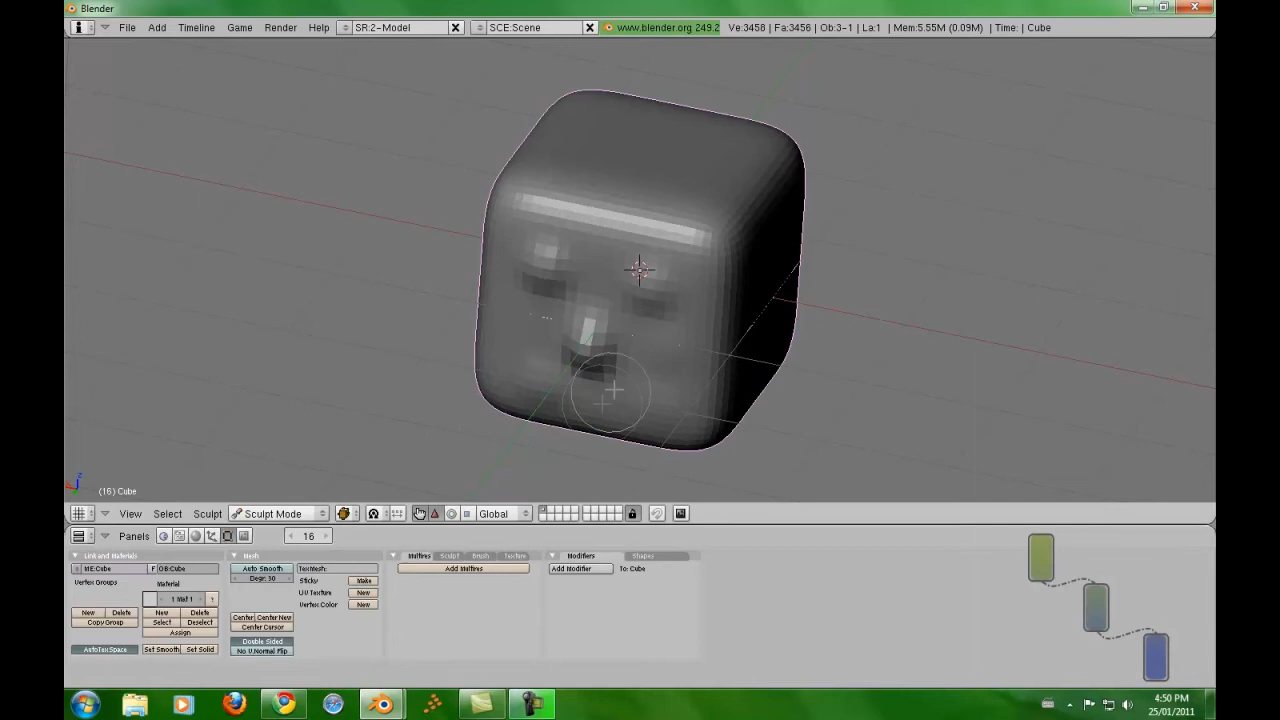 Blender
File Add Timeline Game Render Help SR:2-Model SCE:Scene www.blender.org 249.2 Ve:3458 | Fa:3456 | Ob:3-1 | La:1 | Mem:5.55M (0.09M) | Time: | Cube
(16) Cube
View Select Sculpt Sculpt Mode Global
Panels 16
Link and Materials Mesh Multires Sculpt Brush Texture Modifiers Shapes
ME:Cube F OB:Cube Auto Smooth TexMesh: Add Multires Add Modifier To: Cube
Vertex Groups Material Degr: 30 Sticky Make
1 Mat 1 ? UV Texture New
Vertex Color New
New Delete New Delete Center Center New
Copy Group Select Deselect Center Cursor
Assign
Double Sided
AutoTexSpace Set Smooth Set Solid No V.Normal Flip
4:50 PM
25/01/2011